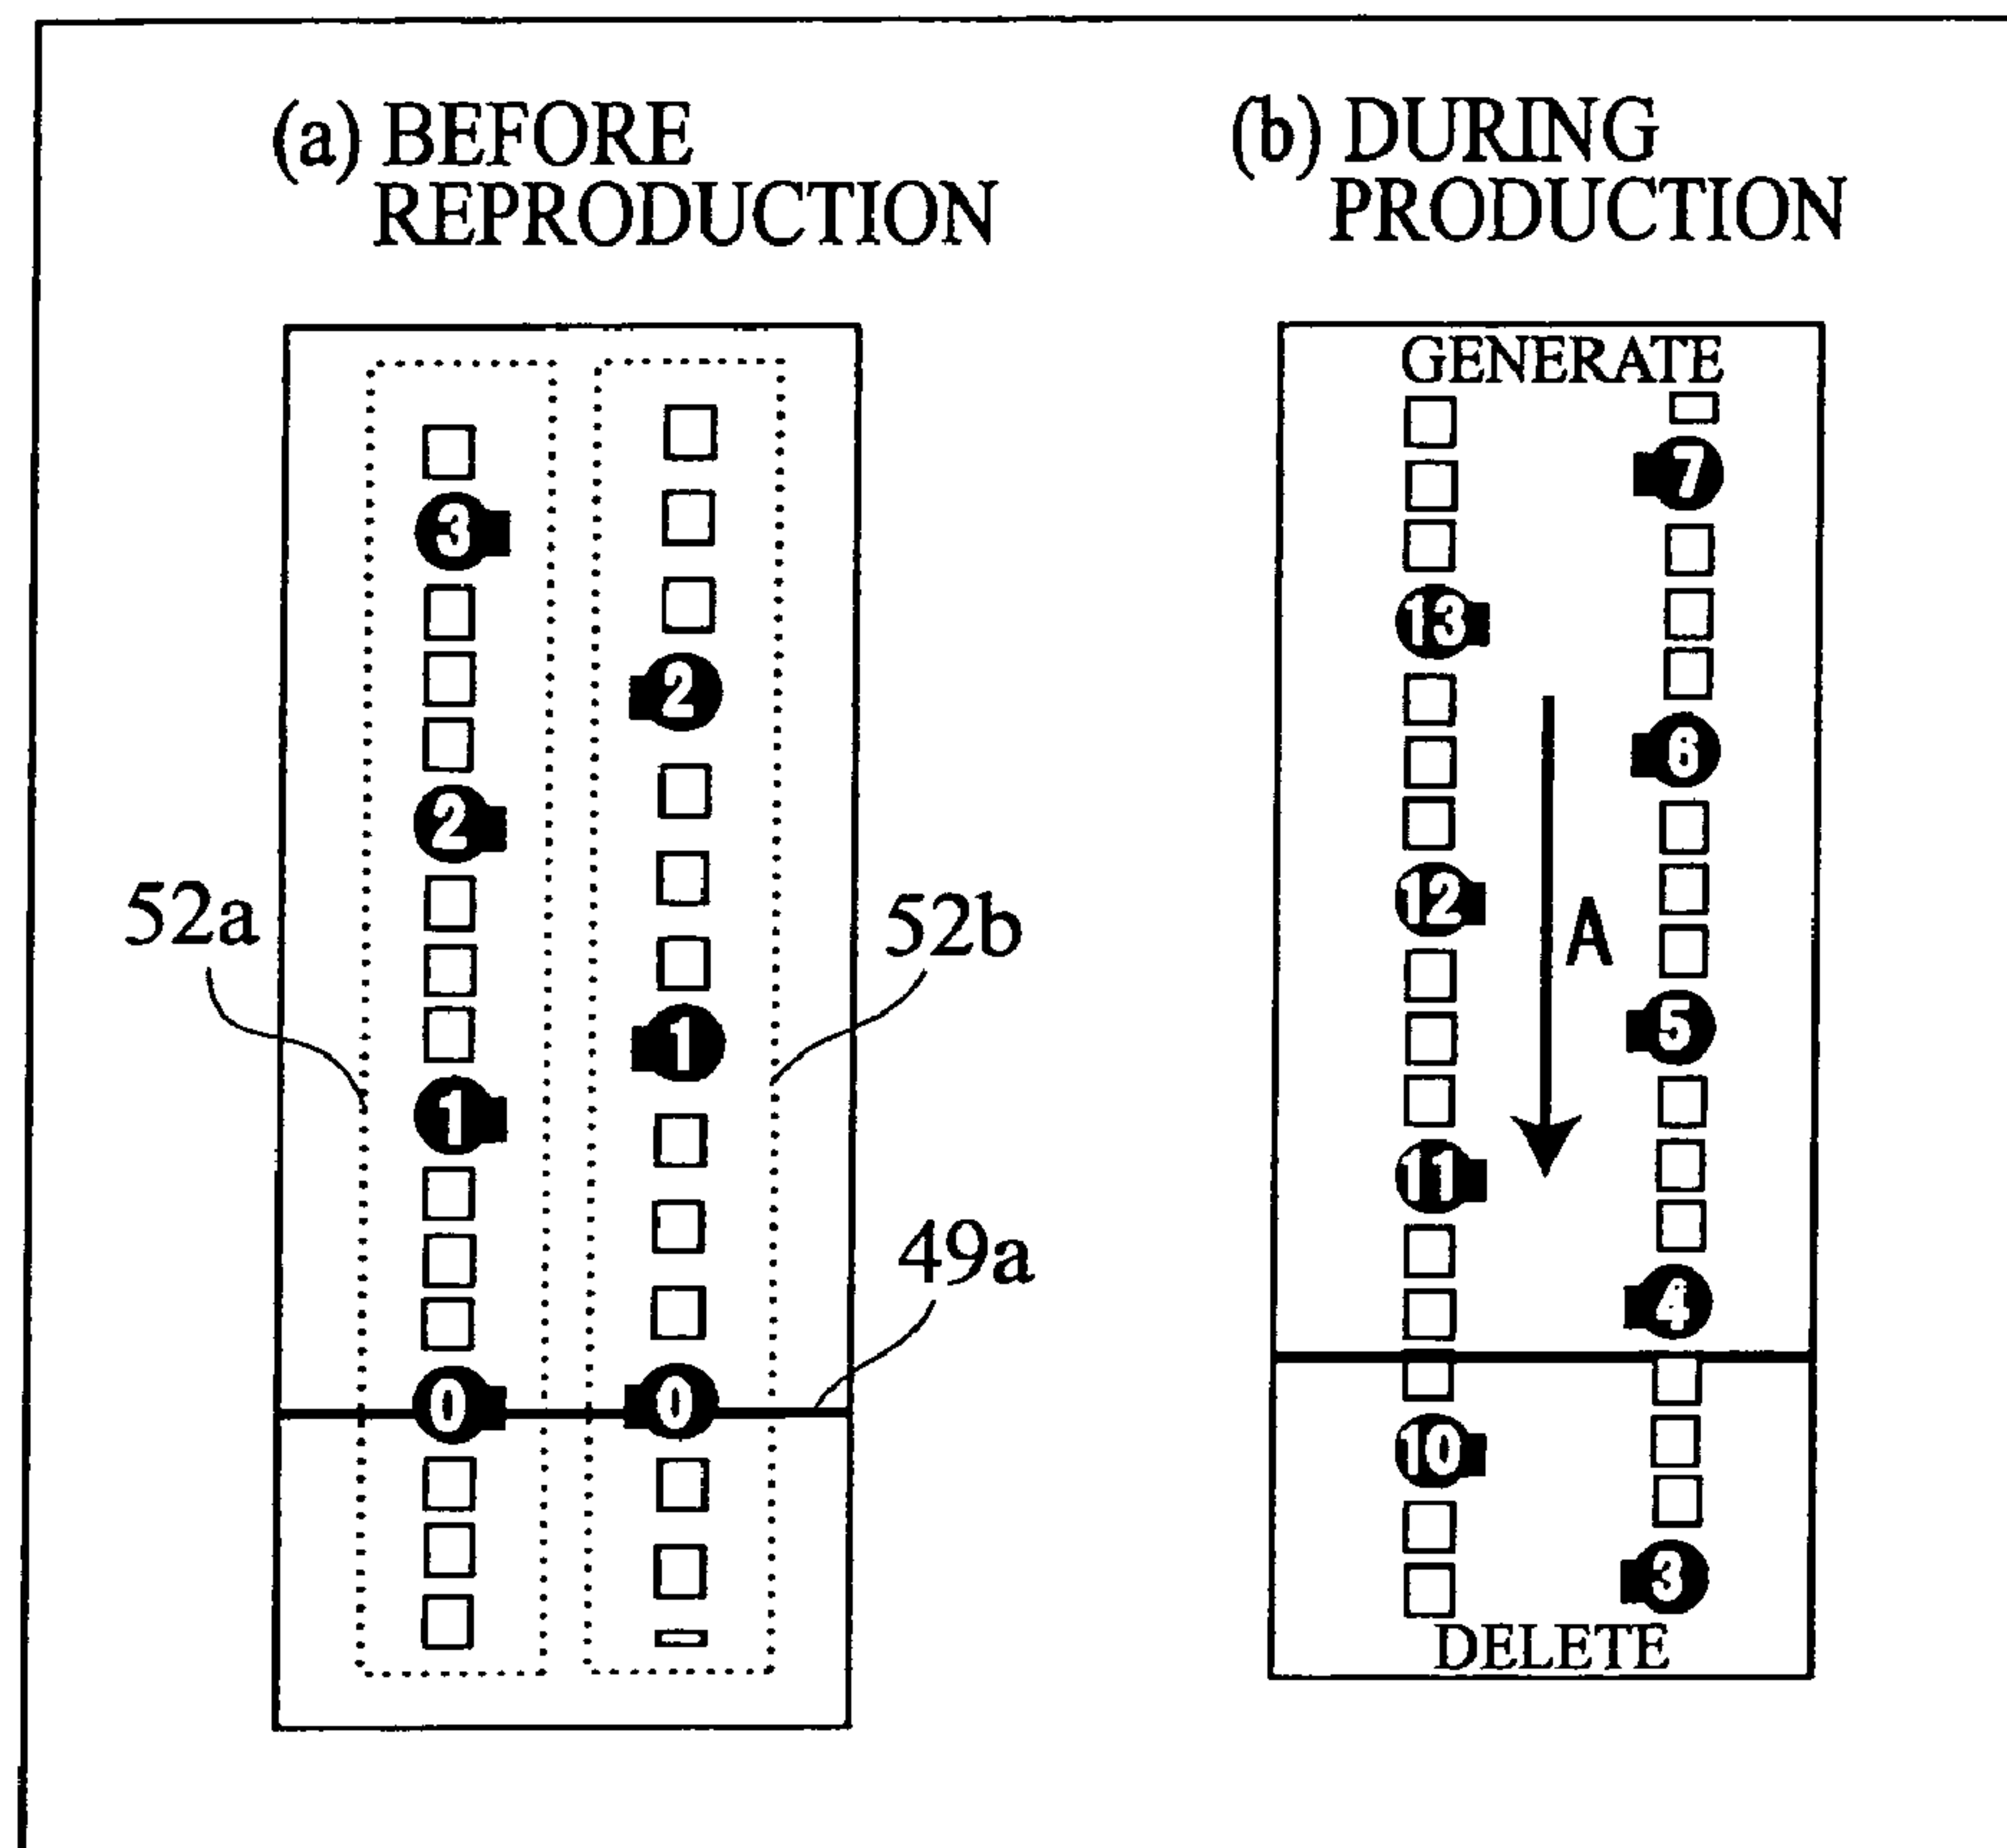 (a) BEFORE
REPRODUCTION
3
2
1
0
2
1
0
52a
52b
49a
(b) DURING
PRODUCTION
GENERATE
13
12
11
10
7
6
5
4
3
A
DELETE